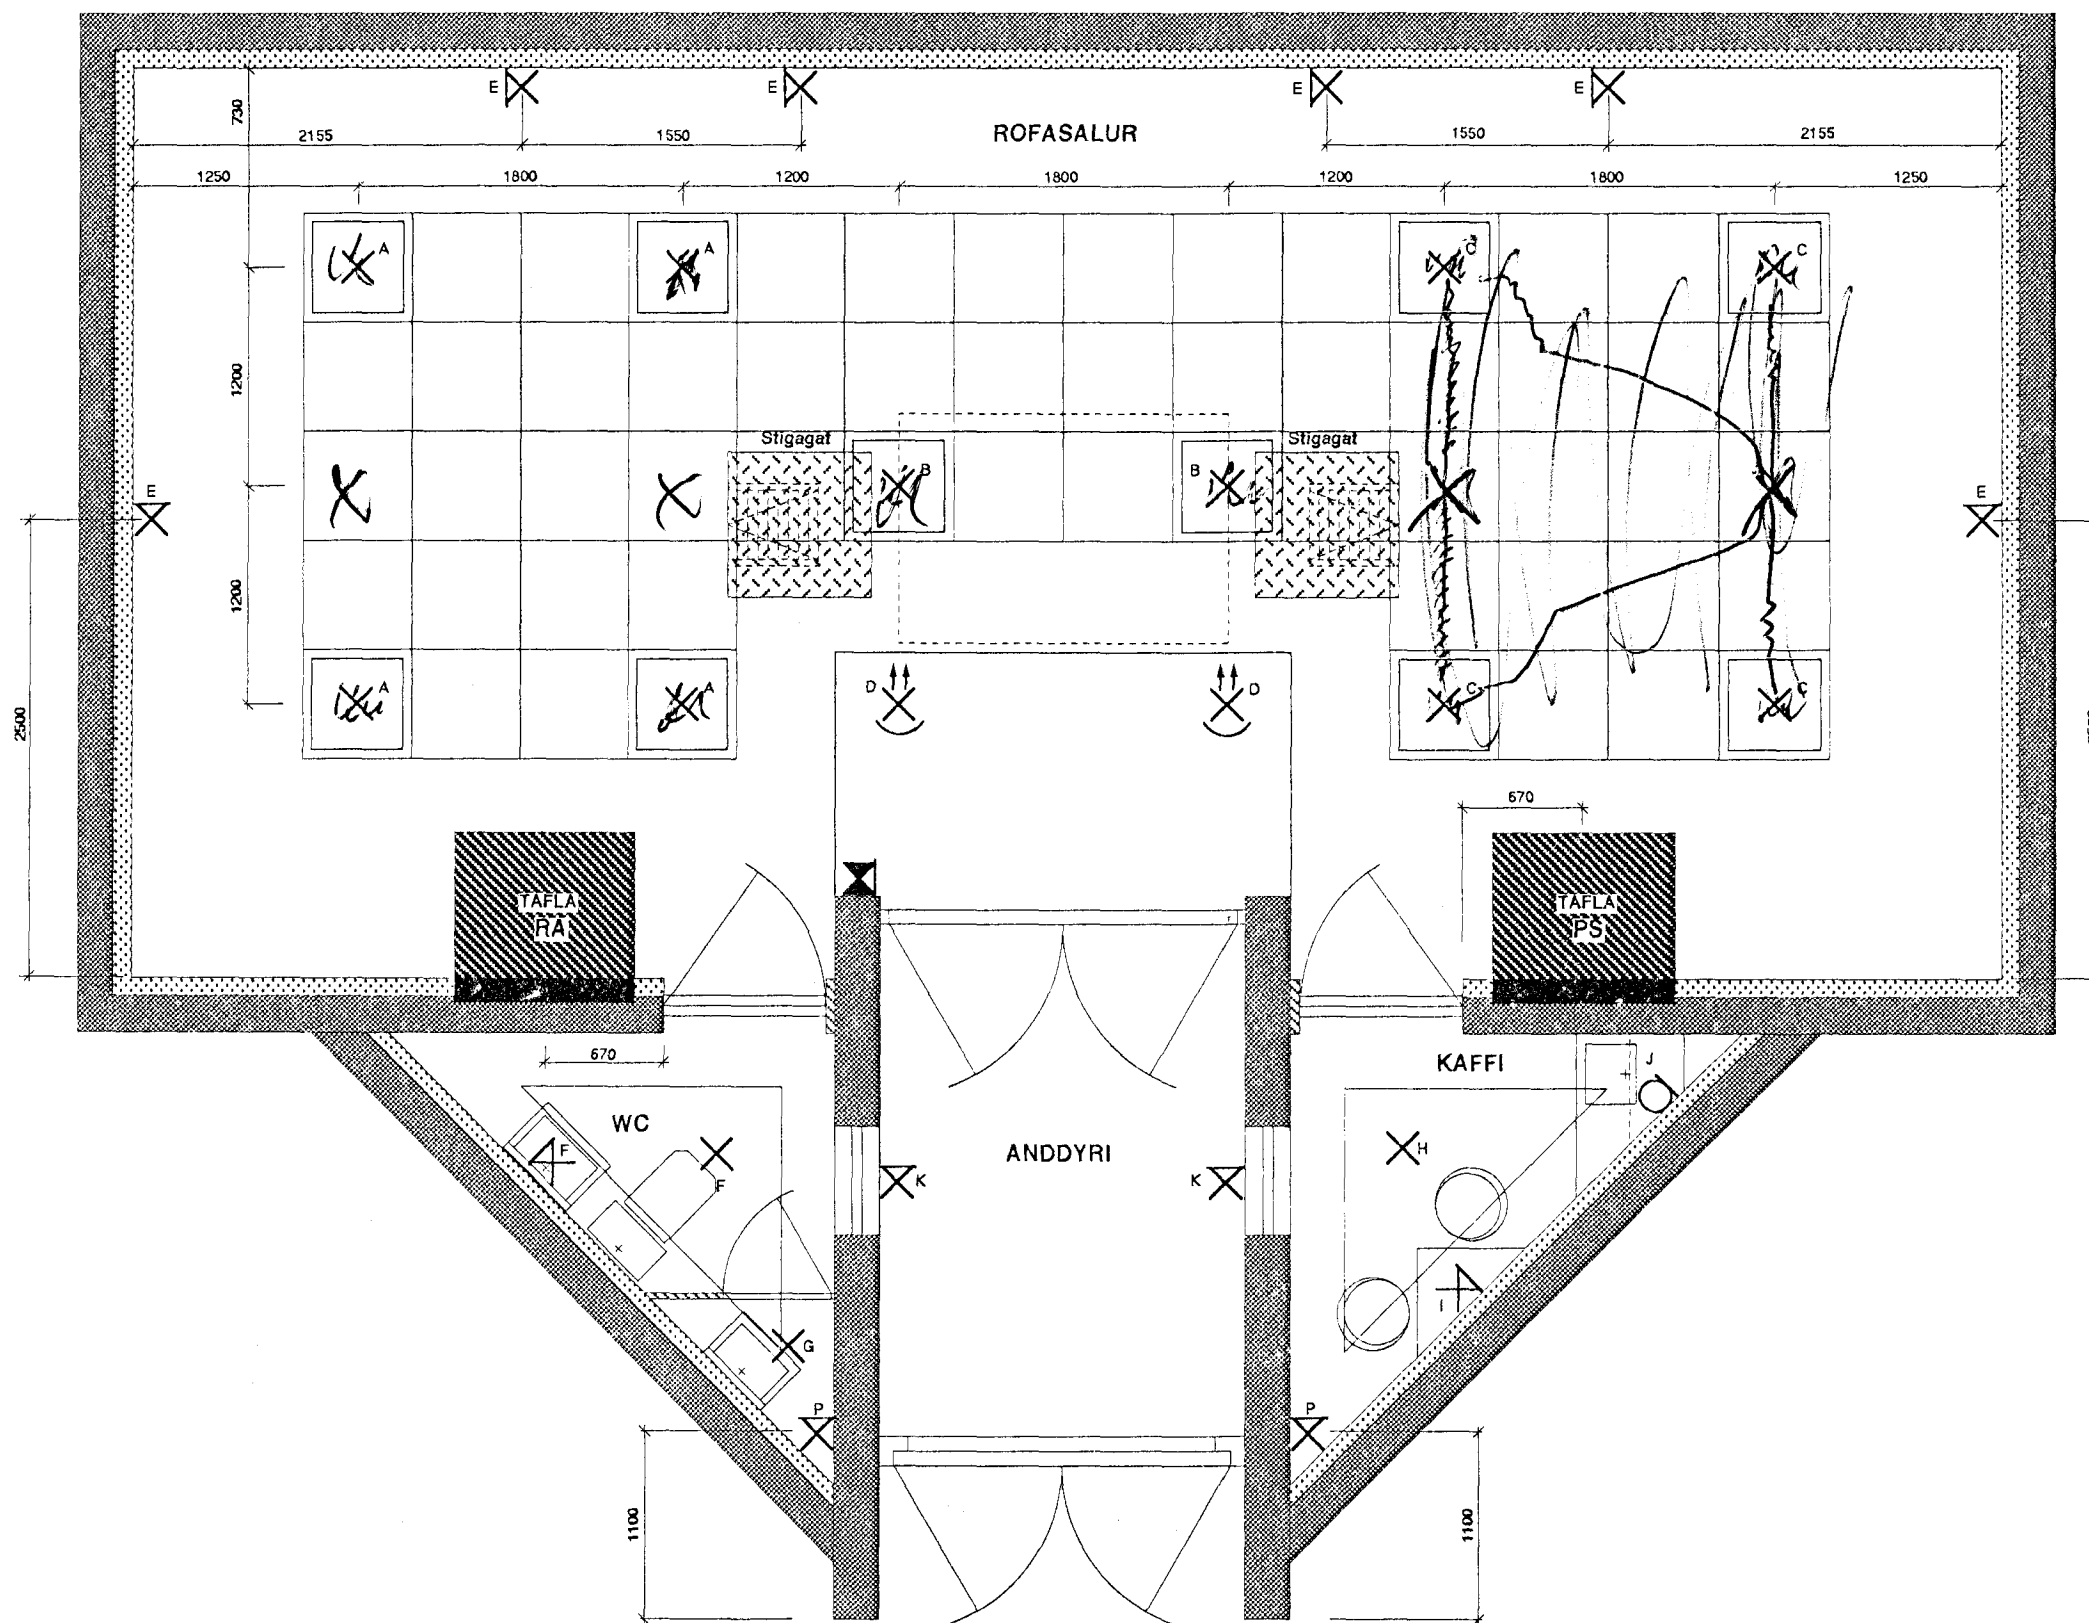 E E E E
730
2155 1550 ROFASALUR 1550 2155
1250 1800 1200 1800 1200 1800 1250
A A C C
1200
Stigagat Stigagat
B B
E E
1200
A A D D C C
2500
670
TAFLA
RA
TAFLA
PS
670
KAFFI
J
WC
F
H
ANDDYRI
F
K K
I
G
P P
1100 1100